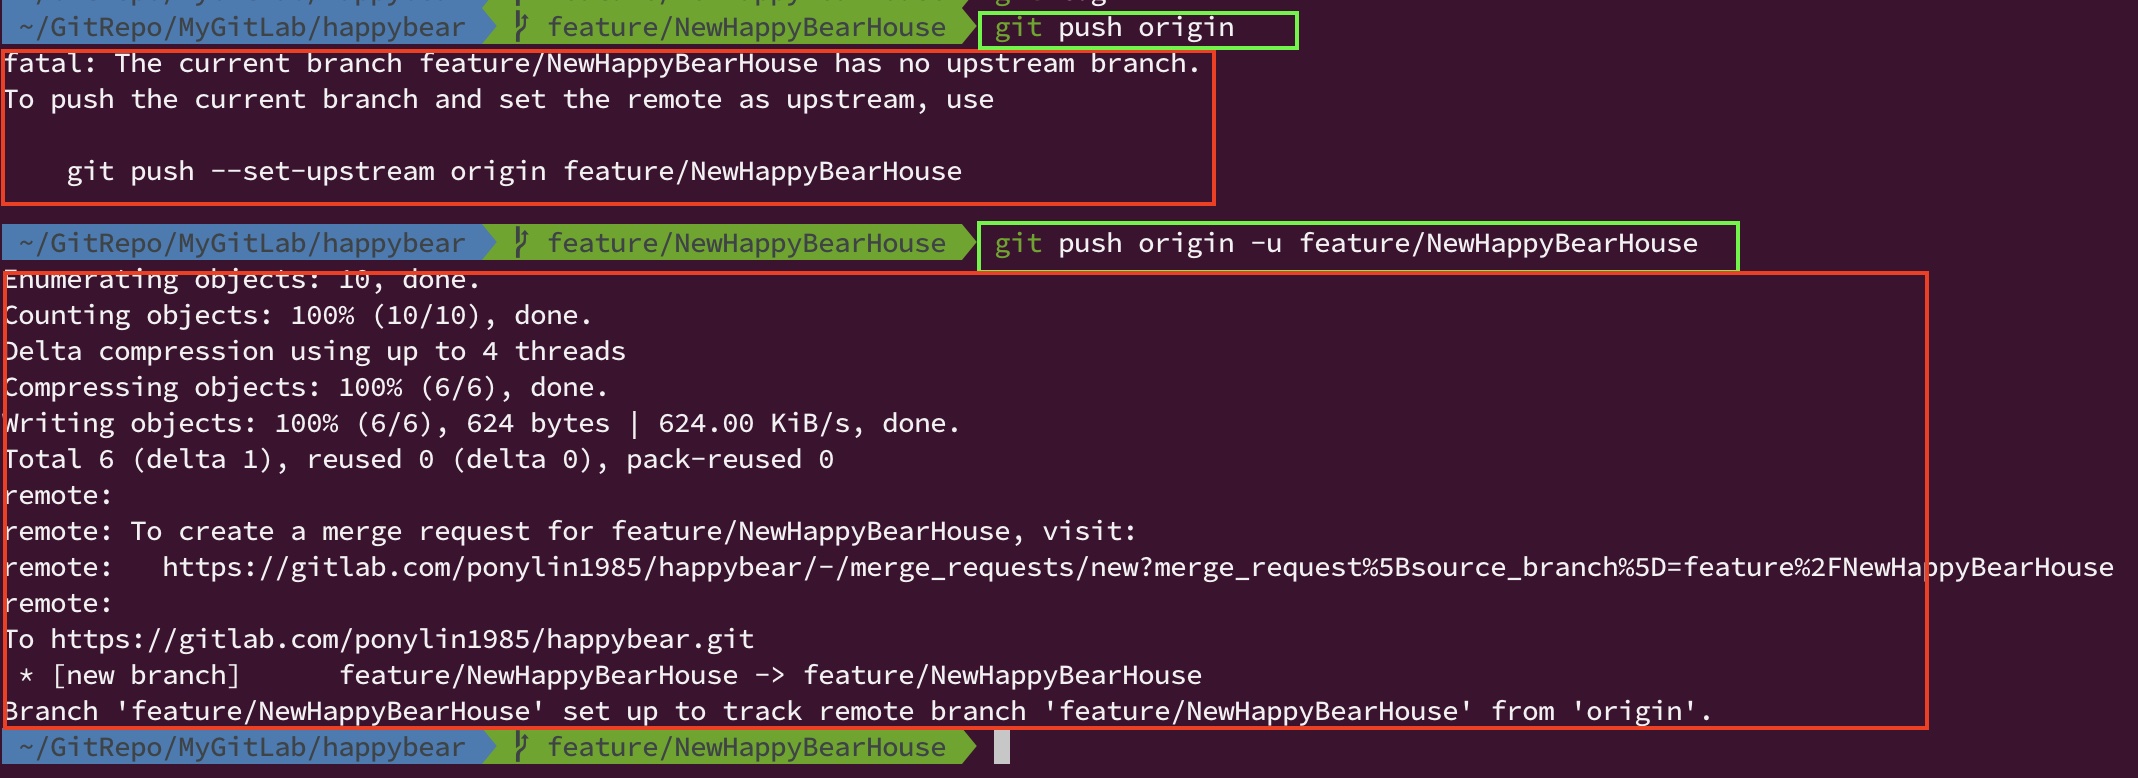 ~/GitRepo/MyGitLab/happybear feature/NewHappyBearHouse git push origin
fatal: The current branch feature/NewHappyBearHouse has no upstream branch.
To push the current branch and set the remote as upstream, use
git push --set-upstream origin feature/NewHappyBearHouse
~/GitRepo/MyGitLab/happybear feature/NewHappyBearHouse git push origin -u feature/NewHappyBearHouse
Enumerating objects: 10, done.
Counting objects: 100% (10/10), done.
Delta compression using up to 4 threads
Compressing objects: 100% (6/6), done.
Writing objects: 100% (6/6), 624 bytes | 624.00 KiB/s, done.
Total 6 (delta 1), reused 0 (delta 0), pack-reused 0
remote:
remote: To create a merge request for feature/NewHappyBearHouse, visit:
remote:   https://gitlab.com/ponylin1985/happybear/-/merge_requests/new?merge_request%5Bsource_branch%5D=feature%2FNewHappyBearHouse
remote:
To https://gitlab.com/ponylin1985/happybear.git
 * [new branch]      feature/NewHappyBearHouse -> feature/NewHappyBearHouse
Branch 'feature/NewHappyBearHouse' set up to track remote branch 'feature/NewHappyBearHouse' from 'origin'.
~/GitRepo/MyGitLab/happybear feature/NewHappyBearHouse